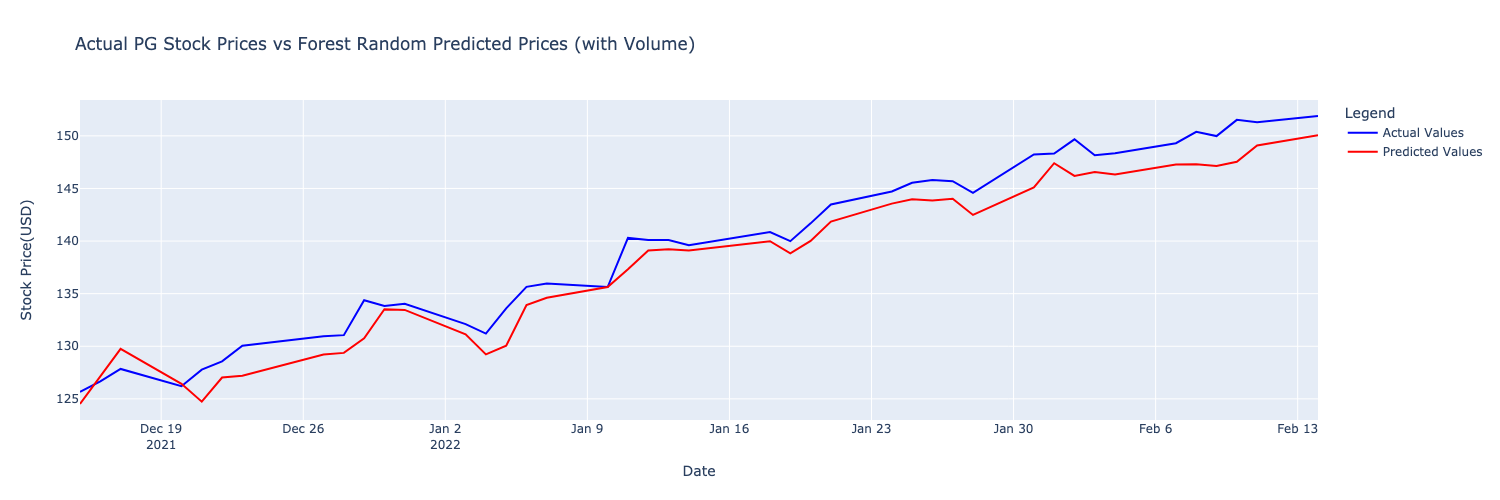 Actual PG Stock Prices vs Forest Random Predicted Prices (with Volume)
Legend
Actual Values
Predicted Values
Stock Price(USD)
150
145
140
135
130
125
Dec 19
2021
Dec 26
Jan 2
2022
Jan 9
Jan 16
Jan 23
Jan 30
Feb 6
Feb 13
Date